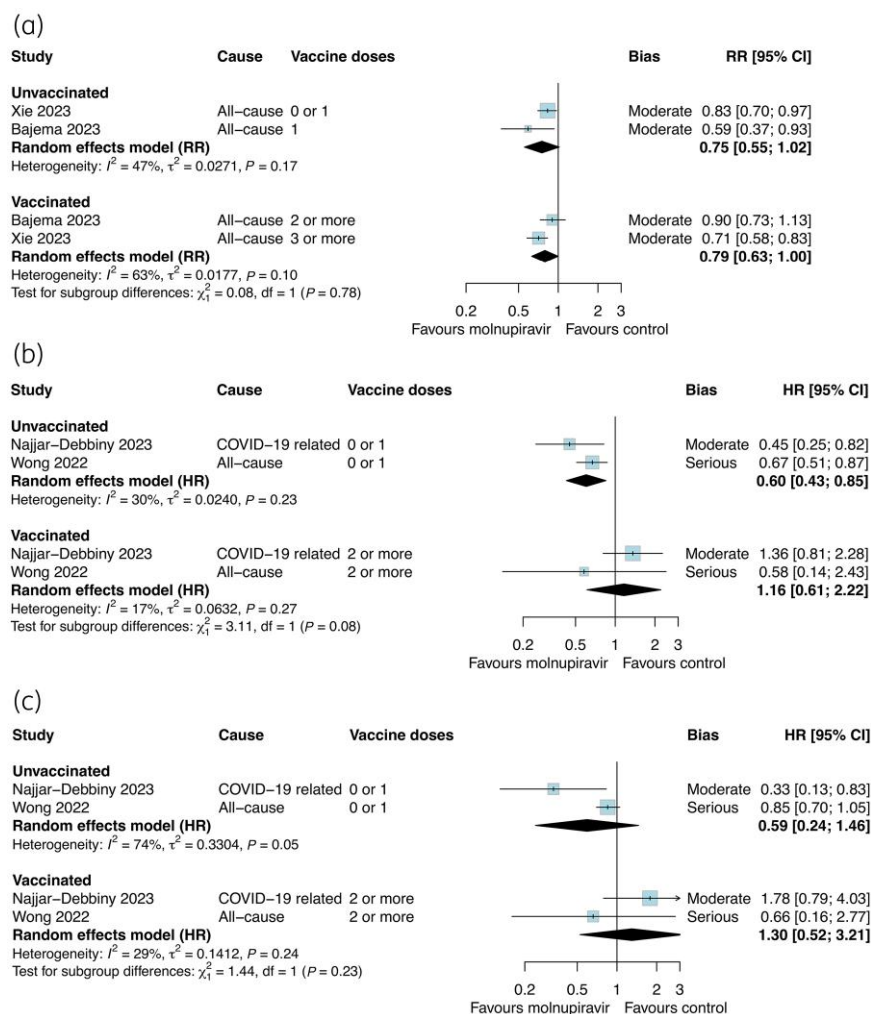 (a)
Study Cause Vaccine doses Bias RR [95% CI]
Unvaccinated
Xie 2023 All−cause 0 or 1 Moderate 0.83 [0.70; 0.97]
Bajema 2023 All−cause 1 Moderate 0.59 [0.37; 0.93]
Random effects model (RR) 0.75 [0.55; 1.02]
Heterogeneity: I² = 47%, τ² = 0.0271, P = 0.17
Vaccinated
Bajema 2023 All−cause 2 or more Moderate 0.90 [0.73; 1.13]
Xie 2023 All−cause 3 or more Moderate 0.71 [0.58; 0.83]
Random effects model (RR) 0.79 [0.63; 1.00]
Heterogeneity: I² = 63%, τ² = 0.0177, P = 0.10
Test for subgroup differences: χ²₁ = 0.08, df = 1 (P = 0.78)
0.2 0.5 1 2 3
Favours molnupiravir Favours control
(b)
Study Cause Vaccine doses Bias HR [95% CI]
Unvaccinated
Najjar−Debbiny 2023 COVID−19 related 0 or 1 Moderate 0.45 [0.25; 0.82]
Wong 2022 All−cause 0 or 1 Serious 0.67 [0.51; 0.87]
Random effects model (HR) 0.60 [0.43; 0.85]
Heterogeneity: I² = 30%, τ² = 0.0240, P = 0.23
Vaccinated
Najjar−Debbiny 2023 COVID−19 related 2 or more Moderate 1.36 [0.81; 2.28]
Wong 2022 All−cause 2 or more Serious 0.58 [0.14; 2.43]
Random effects model (HR) 1.16 [0.61; 2.22]
Heterogeneity: I² = 17%, τ² = 0.0632, P = 0.27
Test for subgroup differences: χ²₁ = 3.11, df = 1 (P = 0.08)
0.2 0.5 1 2 3
Favours molnupiravir Favours control
(c)
Study Cause Vaccine doses Bias HR [95% CI]
Unvaccinated
Najjar−Debbiny 2023 COVID−19 related 0 or 1 Moderate 0.33 [0.13; 0.83]
Wong 2022 All−cause 0 or 1 Serious 0.85 [0.70; 1.05]
Random effects model (HR) 0.59 [0.24; 1.46]
Heterogeneity: I² = 74%, τ² = 0.3304, P = 0.05
Vaccinated
Najjar−Debbiny 2023 COVID−19 related 2 or more Moderate 1.78 [0.79; 4.03]
Wong 2022 All−cause 2 or more Serious 0.66 [0.16; 2.77]
Random effects model (HR) 1.30 [0.52; 3.21]
Heterogeneity: I² = 29%, τ² = 0.1412, P = 0.24
Test for subgroup differences: χ²₁ = 1.44, df = 1 (P = 0.23)
0.2 0.5 1 2 3
Favours molnupiravir Favours control